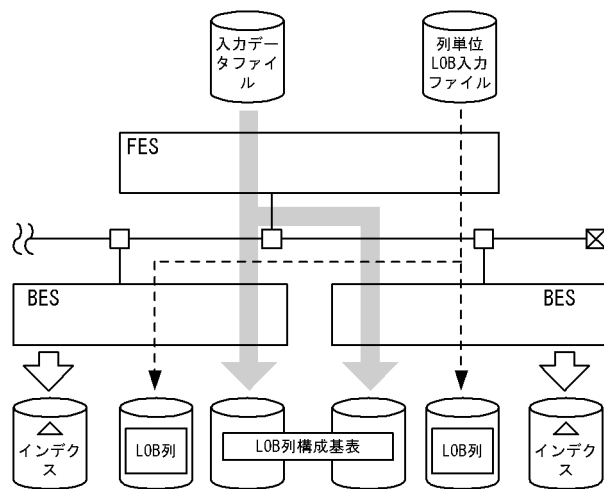 入力デー
タファイ
ル
列単位
LOB入力
ファイル
FES
BES
BES
インデク
ス
LOB列
LOB列構成基表
LOB列
インデク
ス